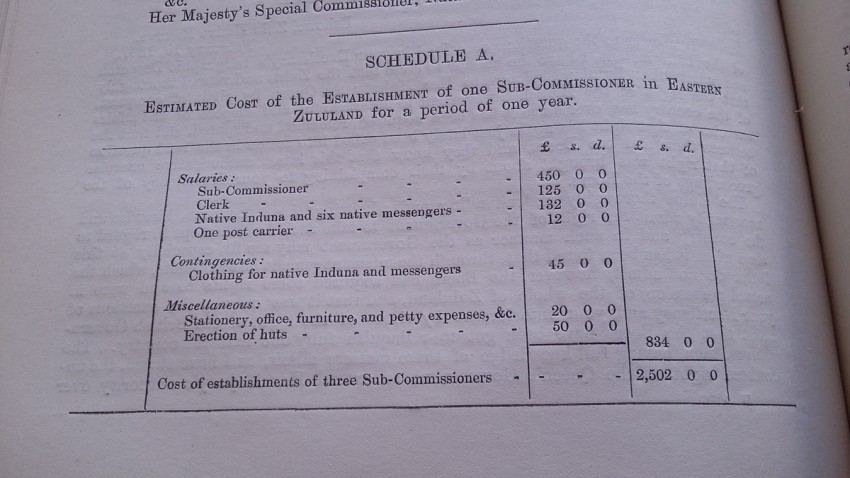 &c.
Her Majesty's Special Commissioner,
SCHEDULE A.
ESTIMATED COST of the ESTABLISHMENT of one SUB-COMMISSIONER in EASTERN
ZULULAND for a period of one year.
£ s. d. £ s. d.
Salaries:
Sub-Commissioner - - - - 450 0 0
Clerk - - - - - - 125 0 0
Native Induna and six native messengers - - 132 0 0
One post carrier - - - - - 12 0 0
Contingencies:
Clothing for native Induna and messengers - 45 0 0
Miscellaneous:
Stationery, office, furniture, and petty expenses, &c. 20 0 0
Erection of huts - - - - - 50 0 0
834 0 0
Cost of establishments of three Sub-Commissioners - - - - 2,502 0 0